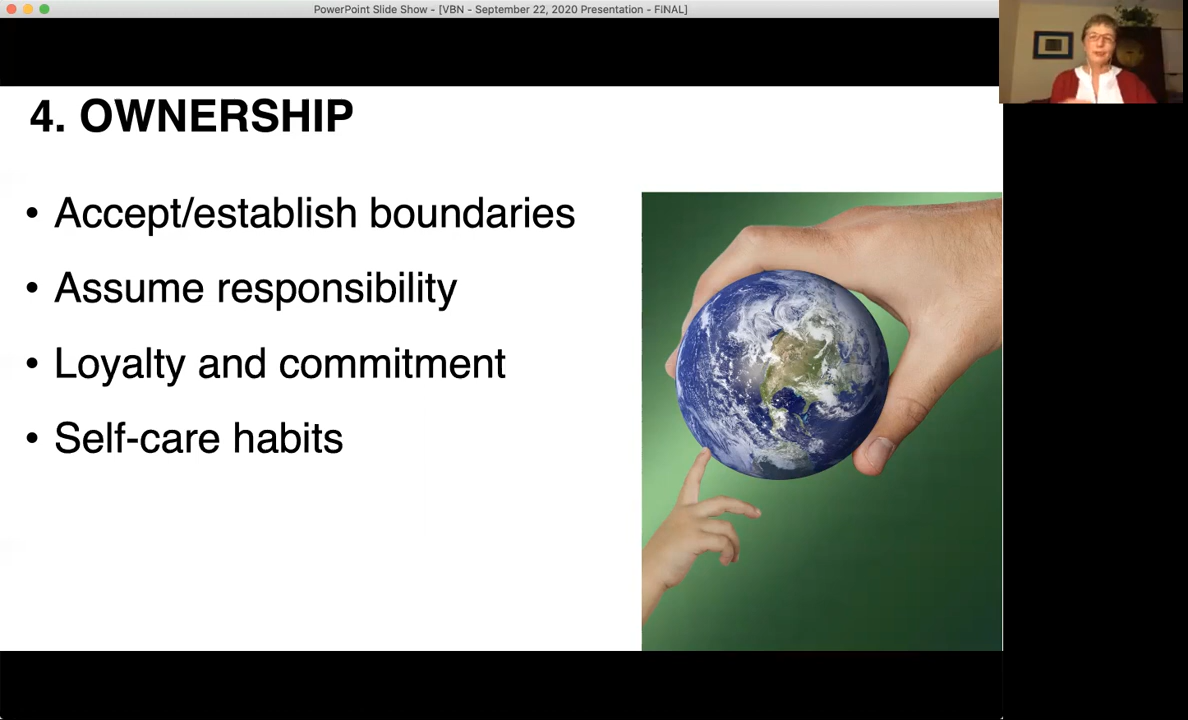 PowerPoint Slide Show - [VBN - September 22, 2020 Presentation - FiNAL]
4. OWNERSHIP
• Accept/establish boundaries
• Assume responsibility
• Loyalty and commitment
• Self-care habits